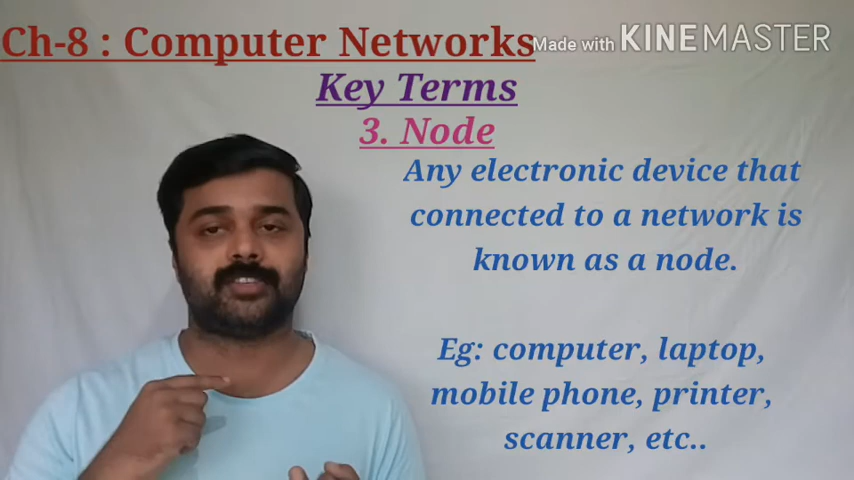 Ch-8 : Computer Networks
Made with KINEMASTER
Key Terms
3. Node
Any electronic device that
connected to a network is
known as a node.
Eg: computer, laptop,
mobile phone, printer,
scanner, etc..